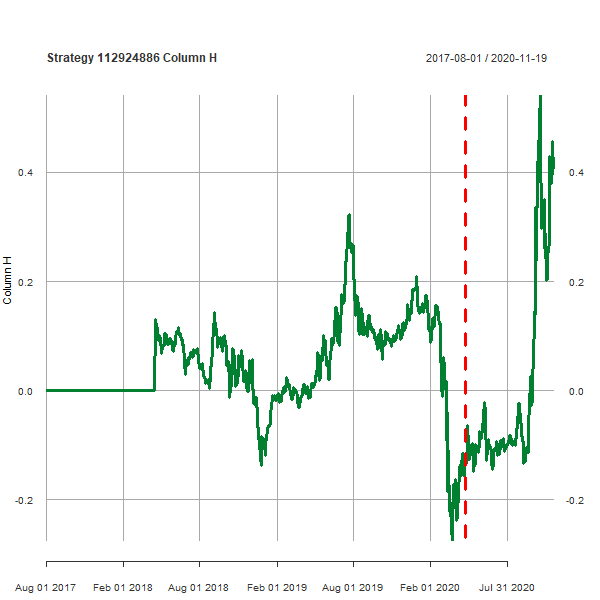 Strategy 112924886 Column H
2017-08-01 / 2020-11-19
Column H
0.4
0.4
0.2
0.2
0.0
0.0
-0.2
-0.2
Aug 01 2017
Feb 01 2018
Aug 01 2018
Feb 01 2019
Aug 01 2019
Feb 01 2020
Jul 31 2020